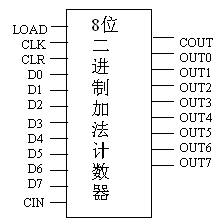 LOAD
CLK
CLR
D0
D1
D2
D3
D4
D5
D6
D7
CIN
8位
二
进
制
加
法
计
数
器
COUT
OUT0
OUT1
OUT2
OUT3
OUT4
OUT5
OUT6
OUT7